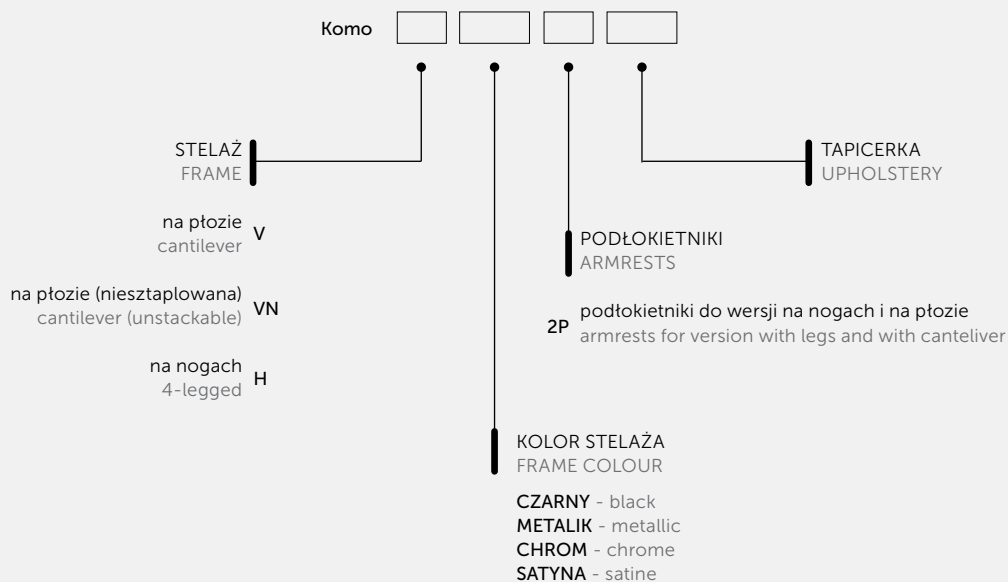 Komo
STELAŻ
FRAME
na płozie
cantilever
V
na płozie (niesztaplowana)
cantilever (unstackable)
VN
na nogach
4-legged
H
KOLOR STELAŻA
FRAME COLOUR
CZARNY - black
METALIK - metallic
CHROM - chrome
SATYNA - satine
PODŁOKIETNIKI
ARMRESTS
2P
podłokietniki do wersji na nogach i na płozie
armrests for version with legs and with canteliver
TAPICERKA
UPHOLSTERY